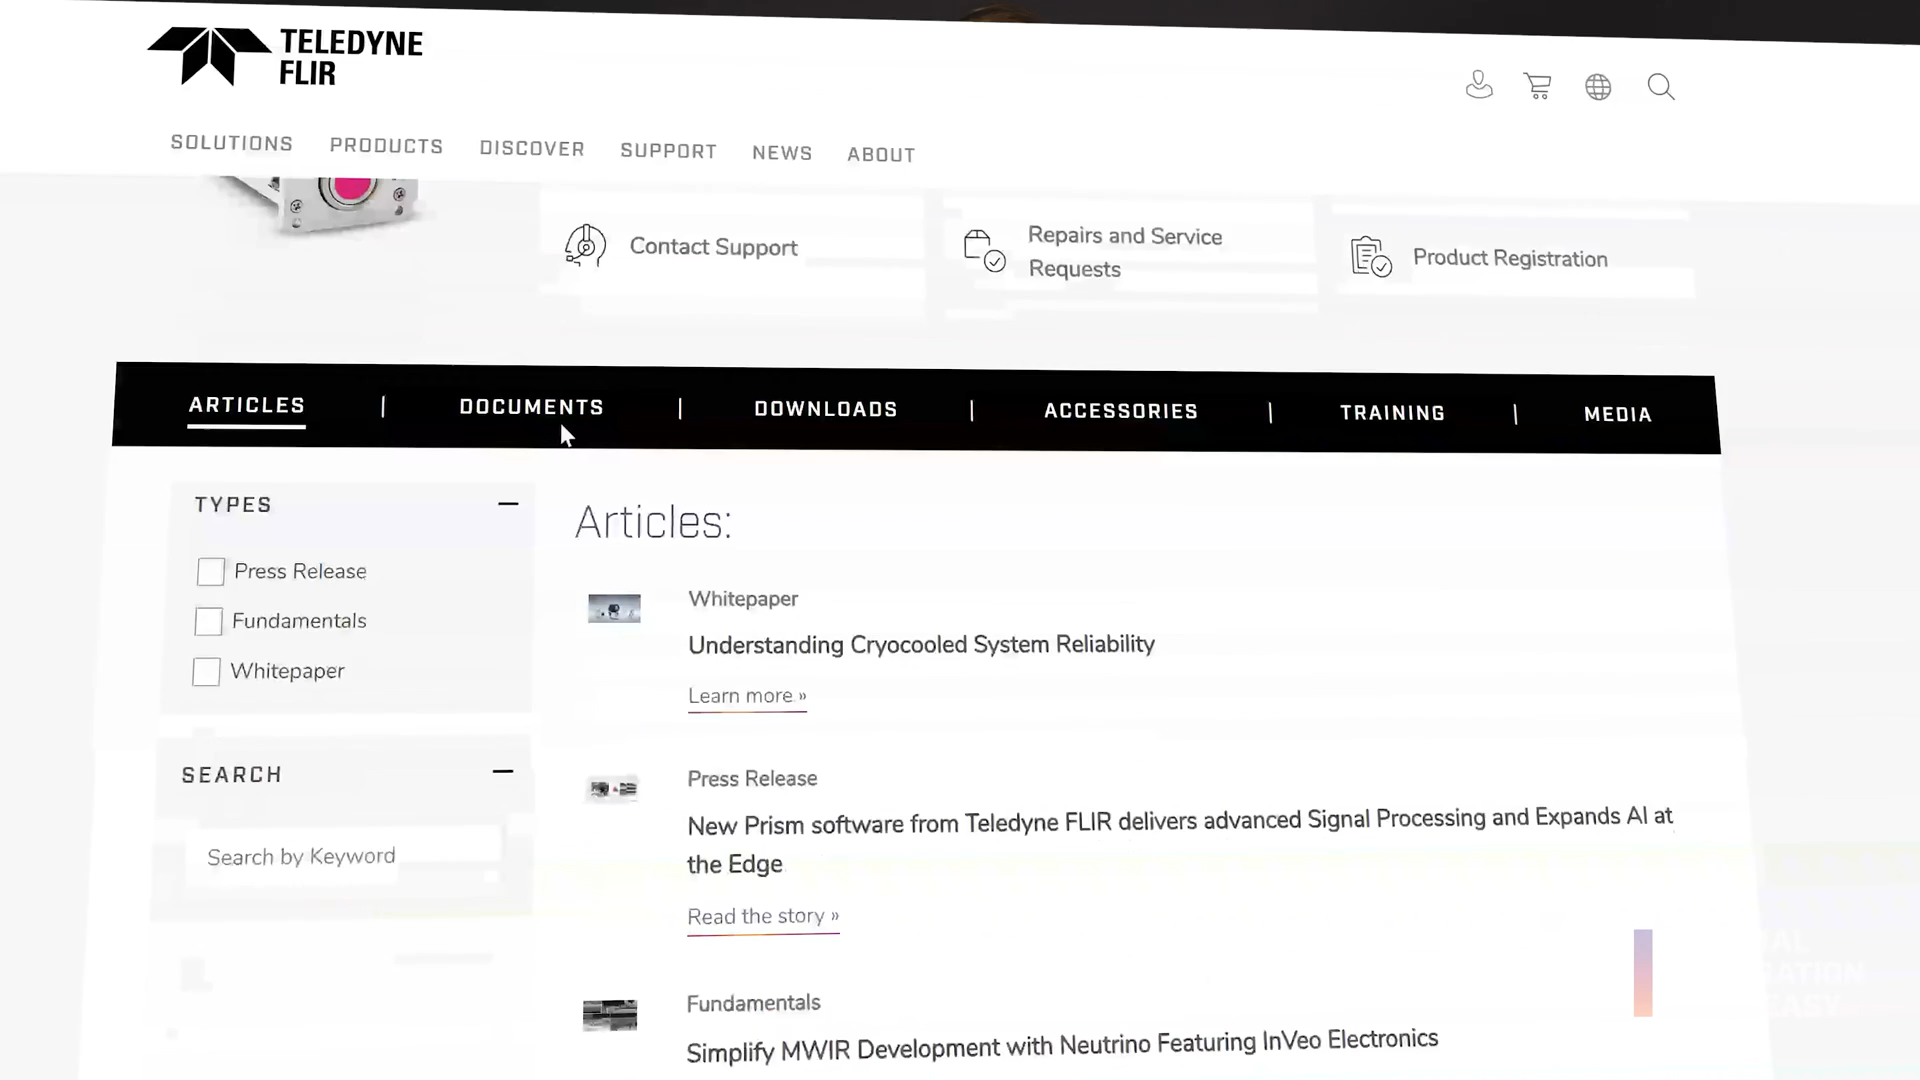 TELEDYNE
FLIR
SOLUTIONS PRODUCTS DISCOVER SUPPORT NEWS ABOUT
Contact Support
Repairs and Service
Requests
Product Registration
ARTICLES | DOCUMENTS | DOWNLOADS | ACCESSORIES | TRAINING | MEDIA
TYPES
Press Release
Fundamentals
Whitepaper
SEARCH
Search by Keyword
Articles:
Whitepaper
Understanding Cryocooled System Reliability
Learn more »
Press Release
New Prism software from Teledyne FLIR delivers advanced Signal Processing and Expands AI at
the Edge
Read the story »
Fundamentals
Simplify MWIR Development with Neutrino Featuring InVeo Electronics